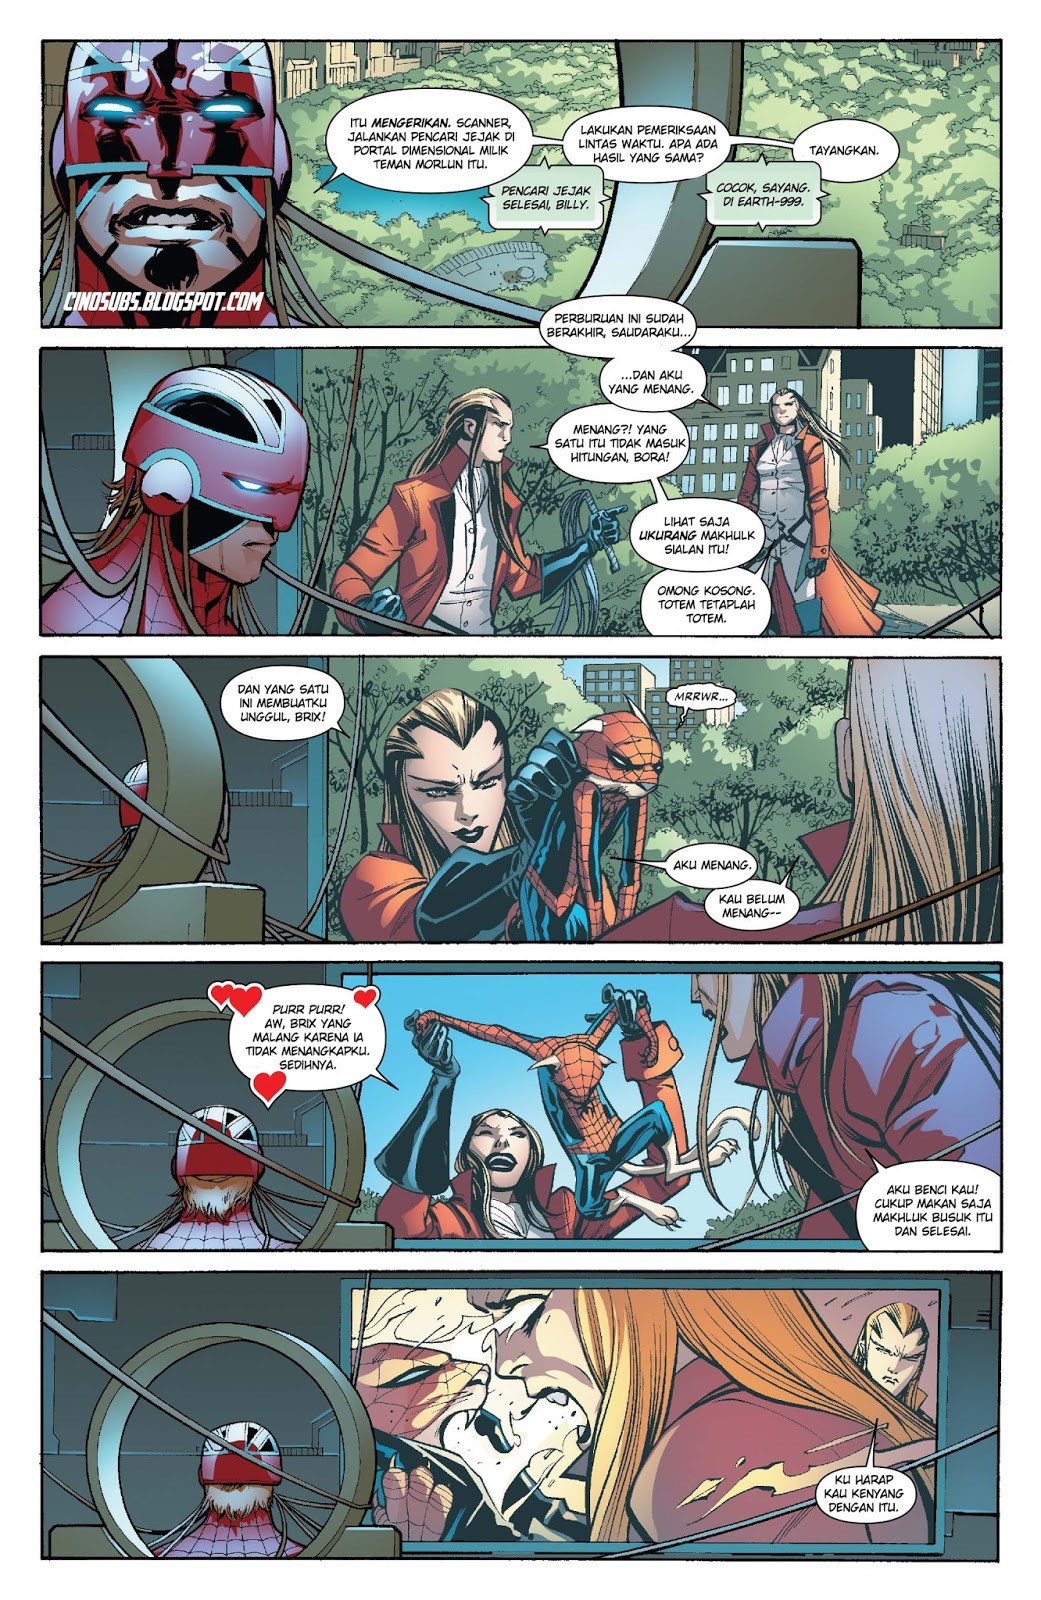 ITU MENGERIKAN. SCANNER,
JALANKAN PENCARI JEJAK DI
PORTAL DIMENSIONAL MILIK
TEMAN MORLUN ITU.
PENCARI JEJAK
SELESAI, BILLY.
LAKUKAN PEMERIKSAAN
LINTAS WAKTU. APA ADA
HASIL YANG SAMA?
COCOK, SAYANG.
DI EARTH-999.
TAYANGKAN.
CINOSUBS.BLOGSPOT.COM
PERBURUAN INI SUDAH
BERAKHIR, SAUDARAKU...
...DAN AKU
YANG MENANG.
MENANG?! YANG
SATU ITU TIDAK MASUK
HITUNGAN, BORA!
LIHAT SAJA
UKURANG MAKHULK
SIALAN ITU!
OMONG KOSONG.
TOTEM TETAPLAH
TOTEM.
DAN YANG SATU
INI MEMBUATKU
UNGGUL, BRIX!
MRRWR...
AKU MENANG.
KAU BELUM
MENANG--
PURR PURR!
AW, BRIX YANG
MALANG KARENA IA
TIDAK MENANGKAPKU.
SEDIHNYA.
AKU BENCI KAU!
CUKUP MAKAN SAJA
MAKHLUK BUSUK ITU
DAN SELESAI.
KU HARAP
KAU KENYANG
DENGAN ITU.